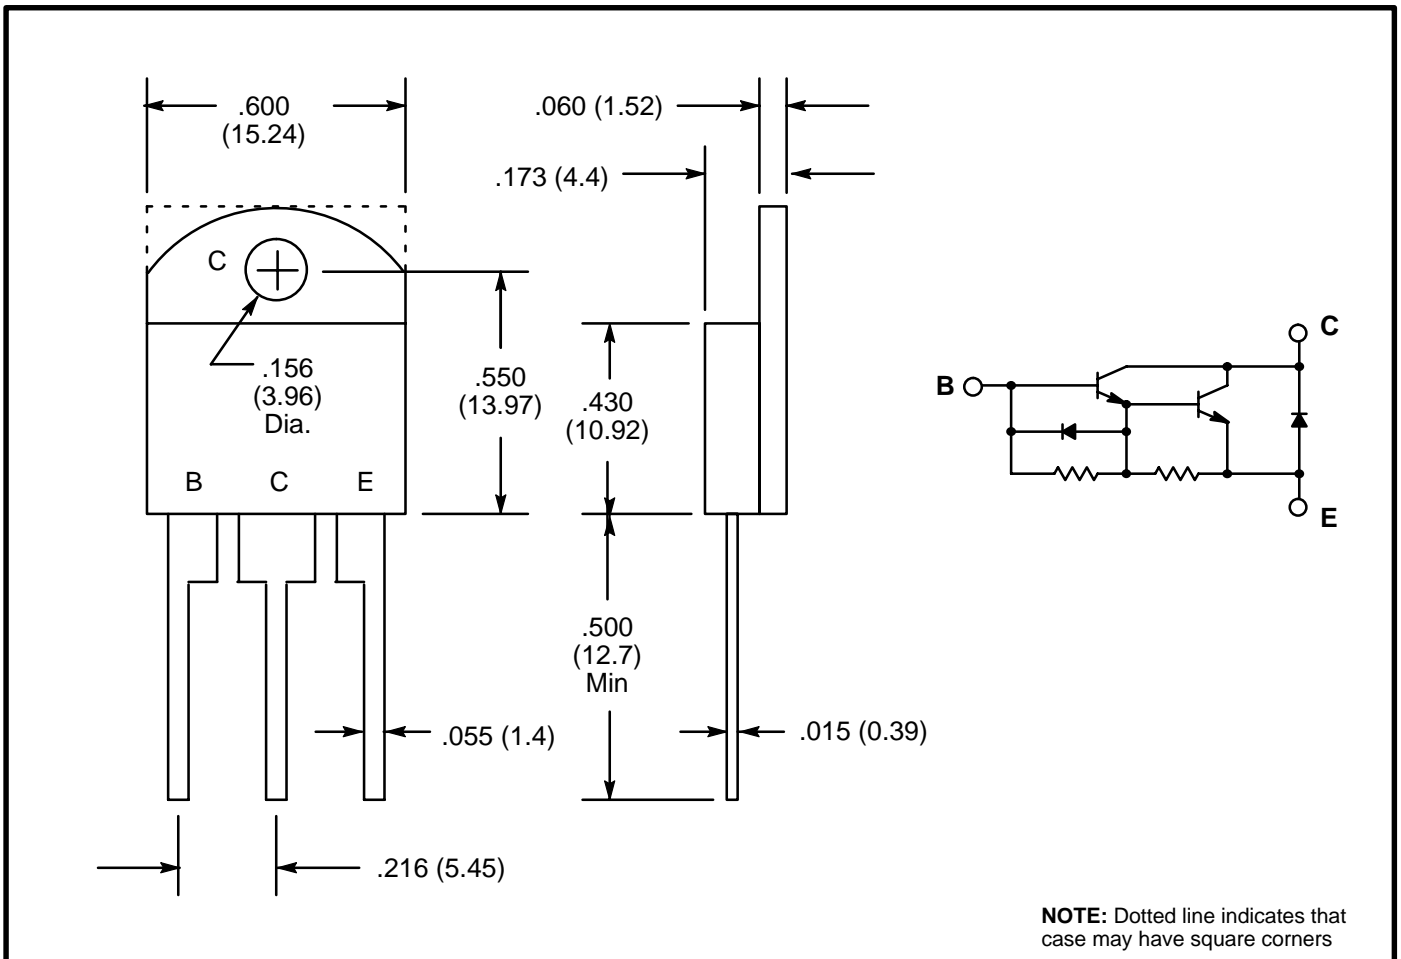 .600
(15.24)
.060 (1.52)
.173 (4.4)
C
.156
(3.96)
Dia.
.550
(13.97)
.430
(10.92)
B C E
.500
(12.7)
Min
.055 (1.4)
.015 (0.39)
.216 (5.45)
C
B
E
NOTE: Dotted line indicates that
case may have square corners